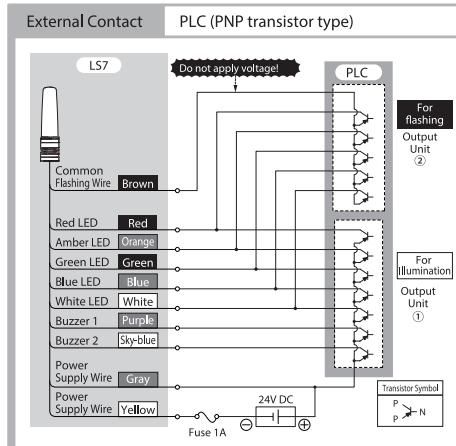 External Contact PLC (PNP transistor type)
LS7
Do not apply voltage!
PLC
For
flashing
Output
Unit
②
Common
Flashing Wire Brown
Red LED Red
Amber LED Orange
Green LED Green
Blue LED Blue
White LED White
Buzzer 1 Purple
Buzzer 2 Sky-blue
Power
Supply Wire Gray
Power
Supply Wire Yellow
For
Illumination
Output
Unit
①
24V DC
⊖ ⊕
Fuse 1A
Transistor Symbol
P
P N